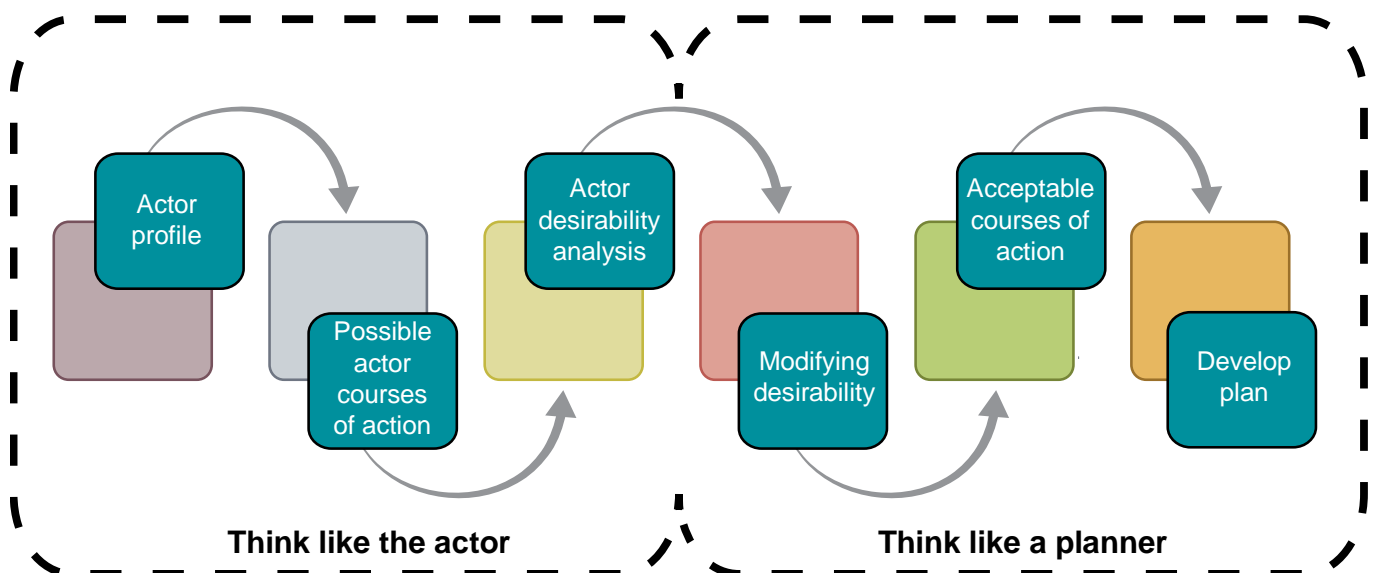 Actor
profile
Possible
actor
courses
of action
Actor
desirability
analysis
Modifying
desirability
Acceptable
courses of
action
Develop
plan
Think like the actor
Think like a planner